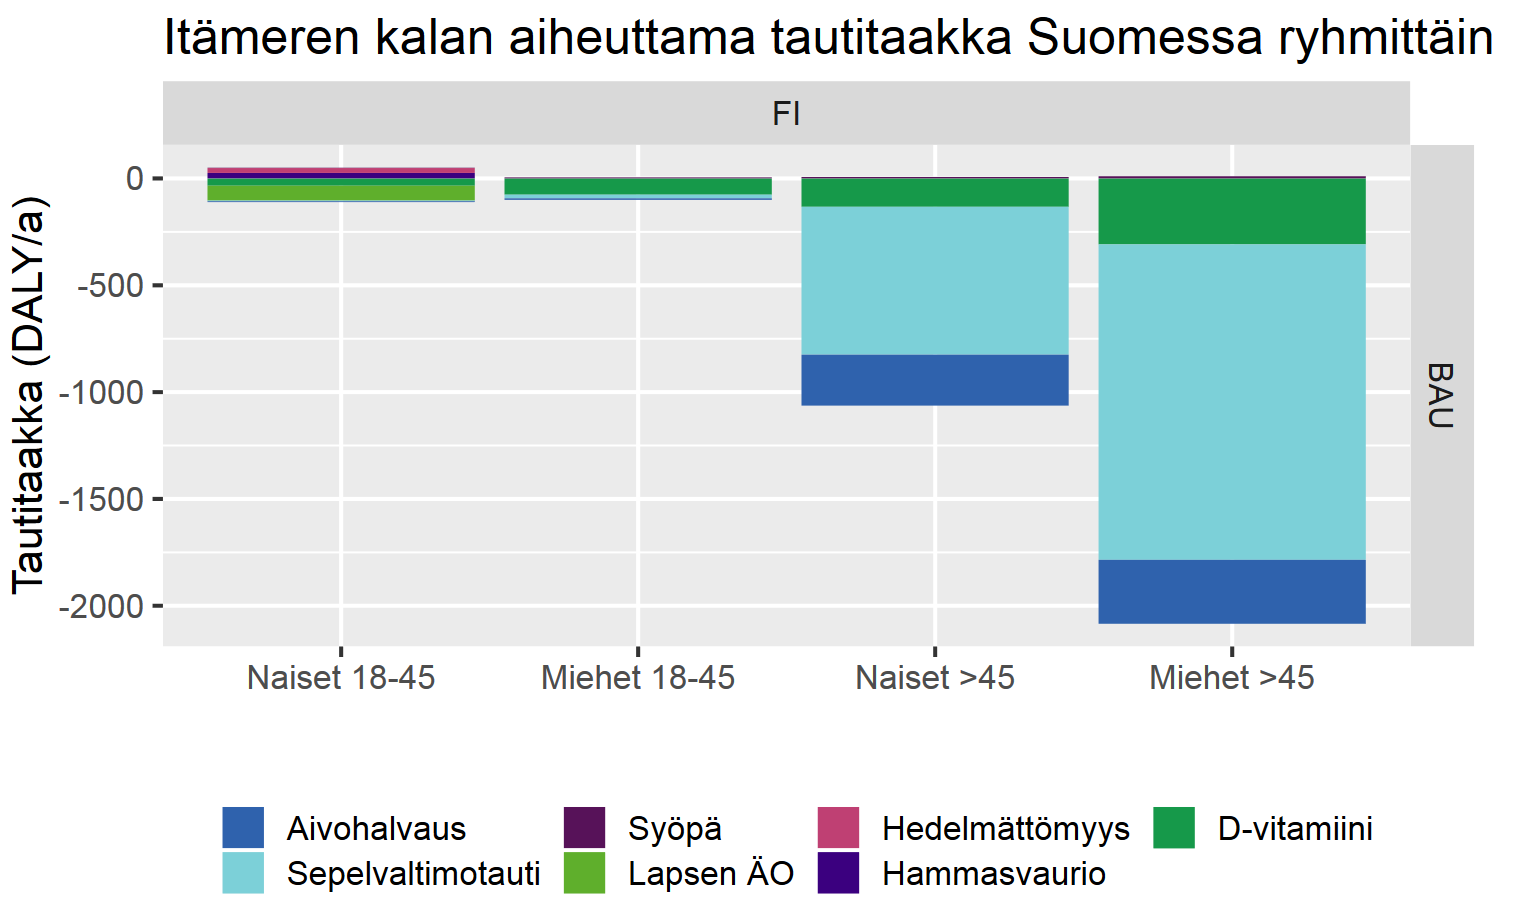 Itämeren kalan aiheuttama tautitaakka Suomessa ryhmittäin
FI
BAU
Tautitaakka (DALY/a)
0
-500
-1000
-1500
-2000
Naiset 18-45 Miehet 18-45 Naiset >45 Miehet >45
Aivohalvaus Syöpä Hedelmättömyys D-vitamiini
Sepelvaltimotauti Lapsen ÄO Hammasvaurio